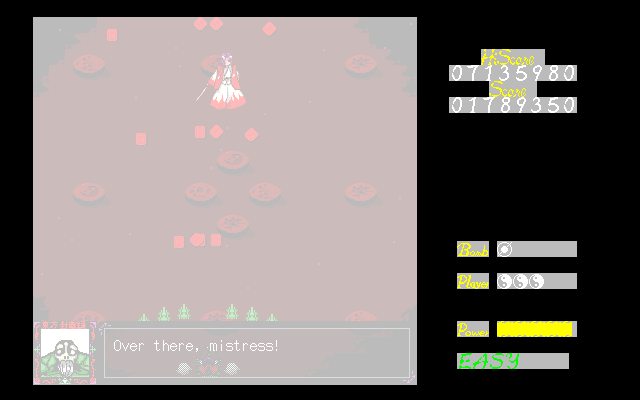 HiScore
07135980
Score
01789350
Bomb
Player
Power
EASY
Over there, mistress!